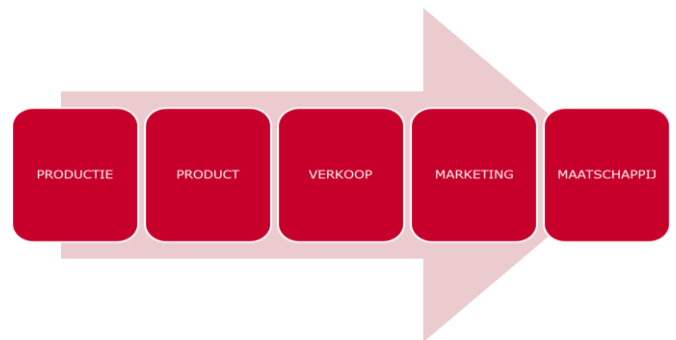 PRODUCTIE
PRODUCT
VERKOOP
MARKETING
MAATSCHAPPIJ